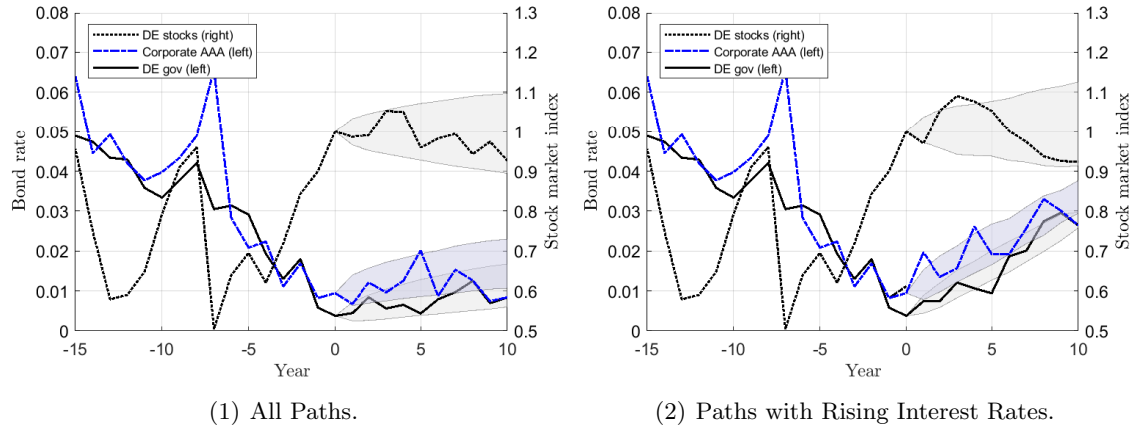 0.08
0.07
0.06
0.05
0.04
0.03
0.02
0.01
0
Bond rate
DE stocks (right)
Corporate AAA (left)
DE gov (left)
1.3
1.2
1.1
1
0.9
0.8
0.7
0.6
0.5
Stock market index
-15 -10 -5 0 5 10
Year
(1) All Paths.
0.08
0.07
0.06
0.05
0.04
0.03
0.02
0.01
0
Bond rate
DE stocks (right)
Corporate AAA (left)
DE gov (left)
1.3
1.2
1.1
1
0.9
0.8
0.7
0.6
0.5
Stock market index
-15 -10 -5 0 5 10
Year
(2) Paths with Rising Interest Rates.